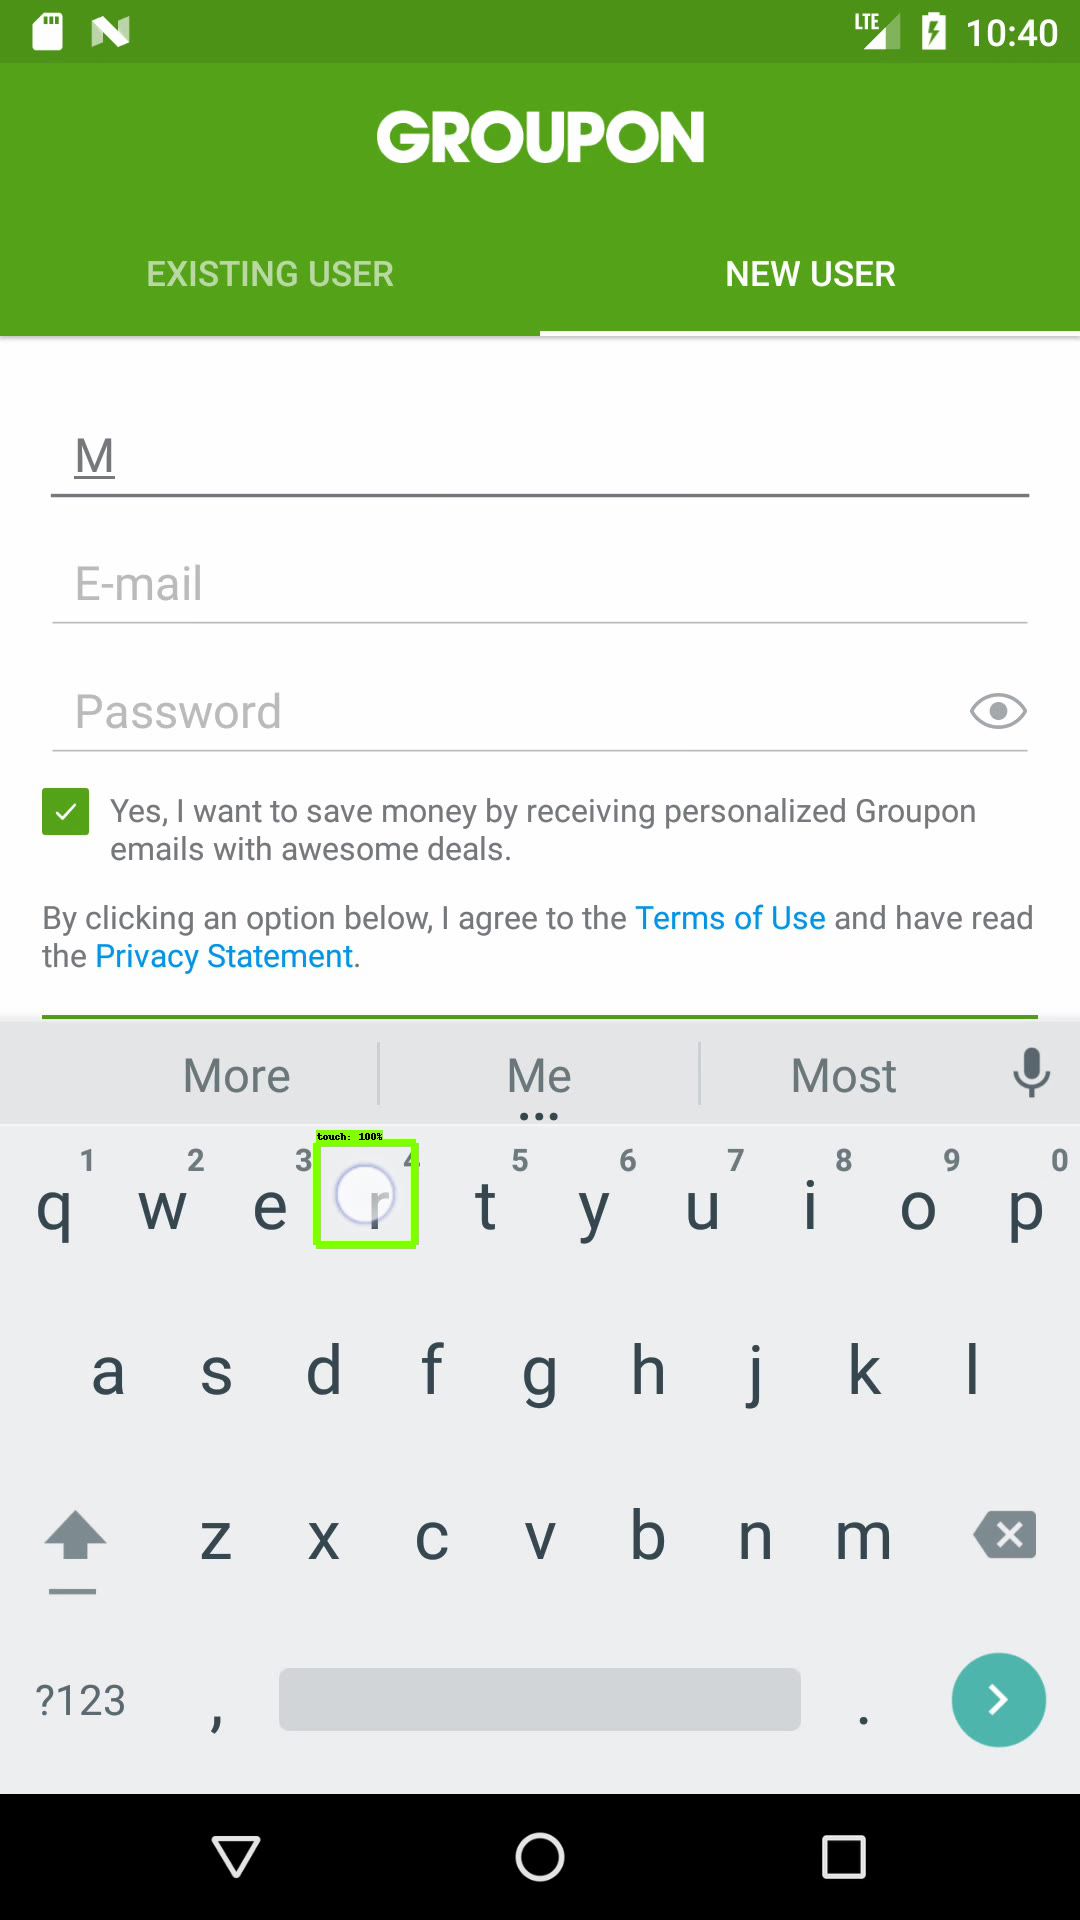 LTE 10:40
GROUPON
EXISTING USER NEW USER
M
E-mail
Password
Yes, I want to save money by receiving personalized Groupon
emails with awesome deals.
By clicking an option below, I agree to the Terms of Use and have read
the Privacy Statement.
More Me Most
touch: 100%
1 2 3 4 5 6 7 8 9 0
q w e r t y u i o p
a s d f g h j k l
z x c v b n m
?123 , .